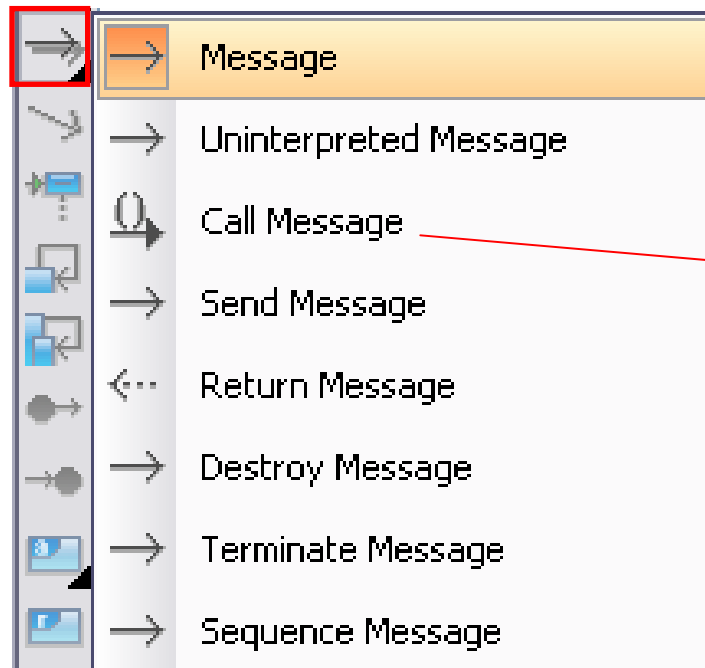 Message
Uninterpreted Message
() Call Message
Send Message
Return Message
Destroy Message
Terminate Message
Sequence Message